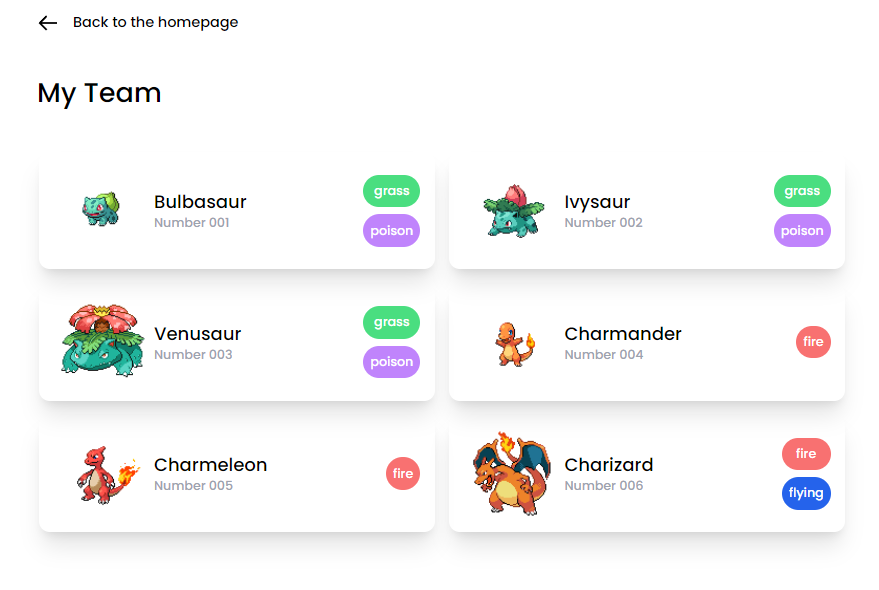 Back to the homepage
My Team
Bulbasaur
Number 001
grass
poison
Ivysaur
Number 002
grass
poison
Venusaur
Number 003
grass
poison
Charmander
Number 004
fire
Charmeleon
Number 005
fire
Charizard
Number 006
fire
flying